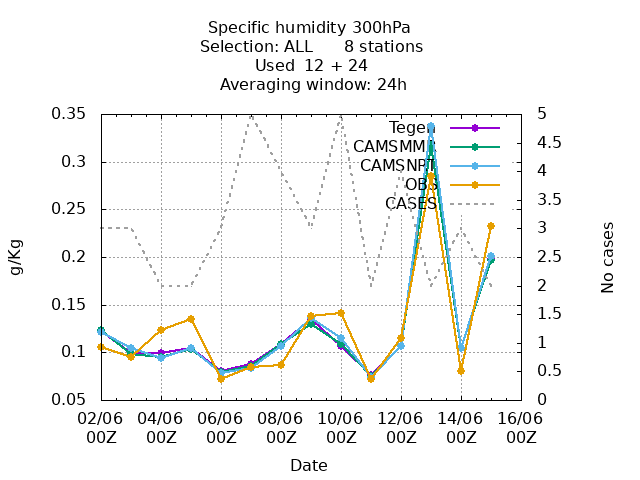 Specific humidity 300hPa
Selection: ALL 8 stations
Used 12 + 24
Averaging window: 24h
0.35
0.3
0.25
0.2
0.15
0.1
0.05
g/Kg
5
4.5
4
3.5
3
2.5
2
1.5
1
0.5
0
No cases
Tegen
CAMSMMR
CAMSNRT
OBS
CASES
02/06 04/06 06/06 08/06 10/06 12/06 14/06 16/06
00Z 00Z 00Z 00Z 00Z 00Z 00Z 00Z
Date